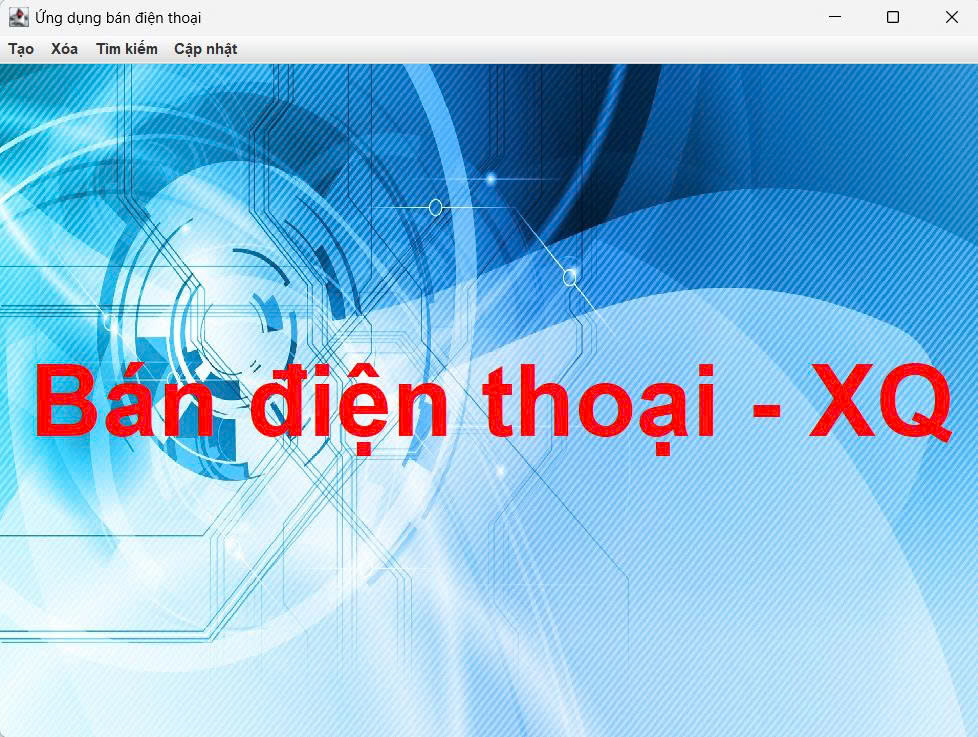 Ứng dụng bán điện thoại
Tạo Xóa Tìm kiếm Cập nhật
Bán điện thoại - XQ